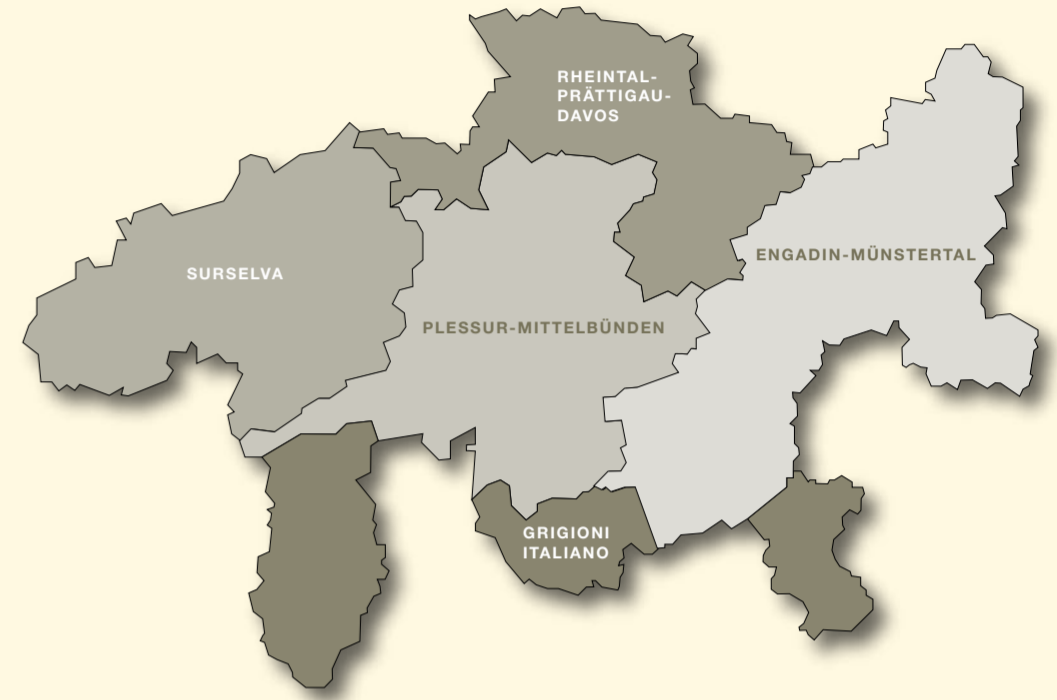 RHEINTAL-
PRÄTTIGAU-
DAVOS
ENGADIN-MÜNSTERTAL
SURSELVA
PLESSUR-MITTELBÜNDEN
GRIGIONI
ITALIANO